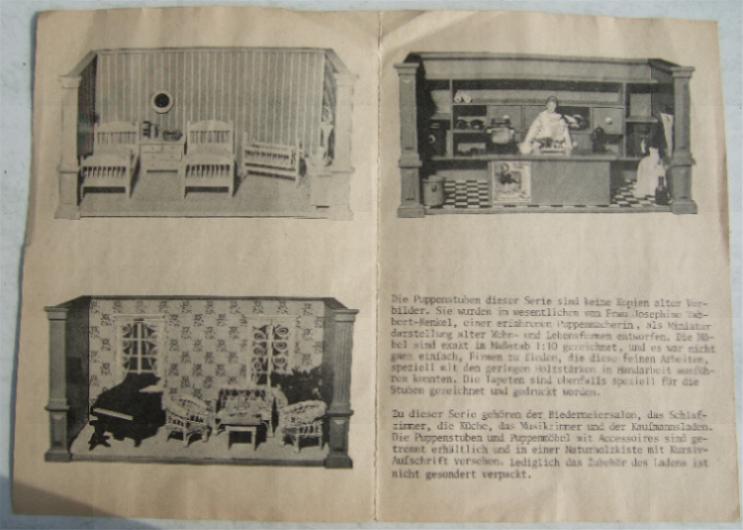 Die Puppenstuben dieser Serie sind keine Kopien alter Vor-
bilder. Sie wurden im wesentlichen von Frau Josephine
-Henkel, einer erfahrenen Puppenmacherin, als Miniatur
darstellung alter Wohn- und Lebensformen entworfen. Die Mö-
bel sind exakt im Maßstab 1:10 gezeichnet, und es war nicht
ganz einfach, Firmen zu finden, die diese feinen Arbeiten,
speziell mit den geringen Holzstärken in Handarbeit ausfüh-
ren konnten. Die Tapeten sind ebenfalls speziell für die
Stuben gezeichnet und gedruckt worden.
Zu dieser Serie gehören der Biedermeiersalon, das Schlaf-
zimmer, die Küche, das Musikzimmer und der Kaufmannsladen.
Die Puppenstuben und Puppenmöbel mit Accessoires sind ge-
trennt erhältlich und in einer Naturholzkiste mit Kursiv-
Aufschrift versehen. Lediglich das Zubehör des Ladens ist
nicht gesondert verpackt.